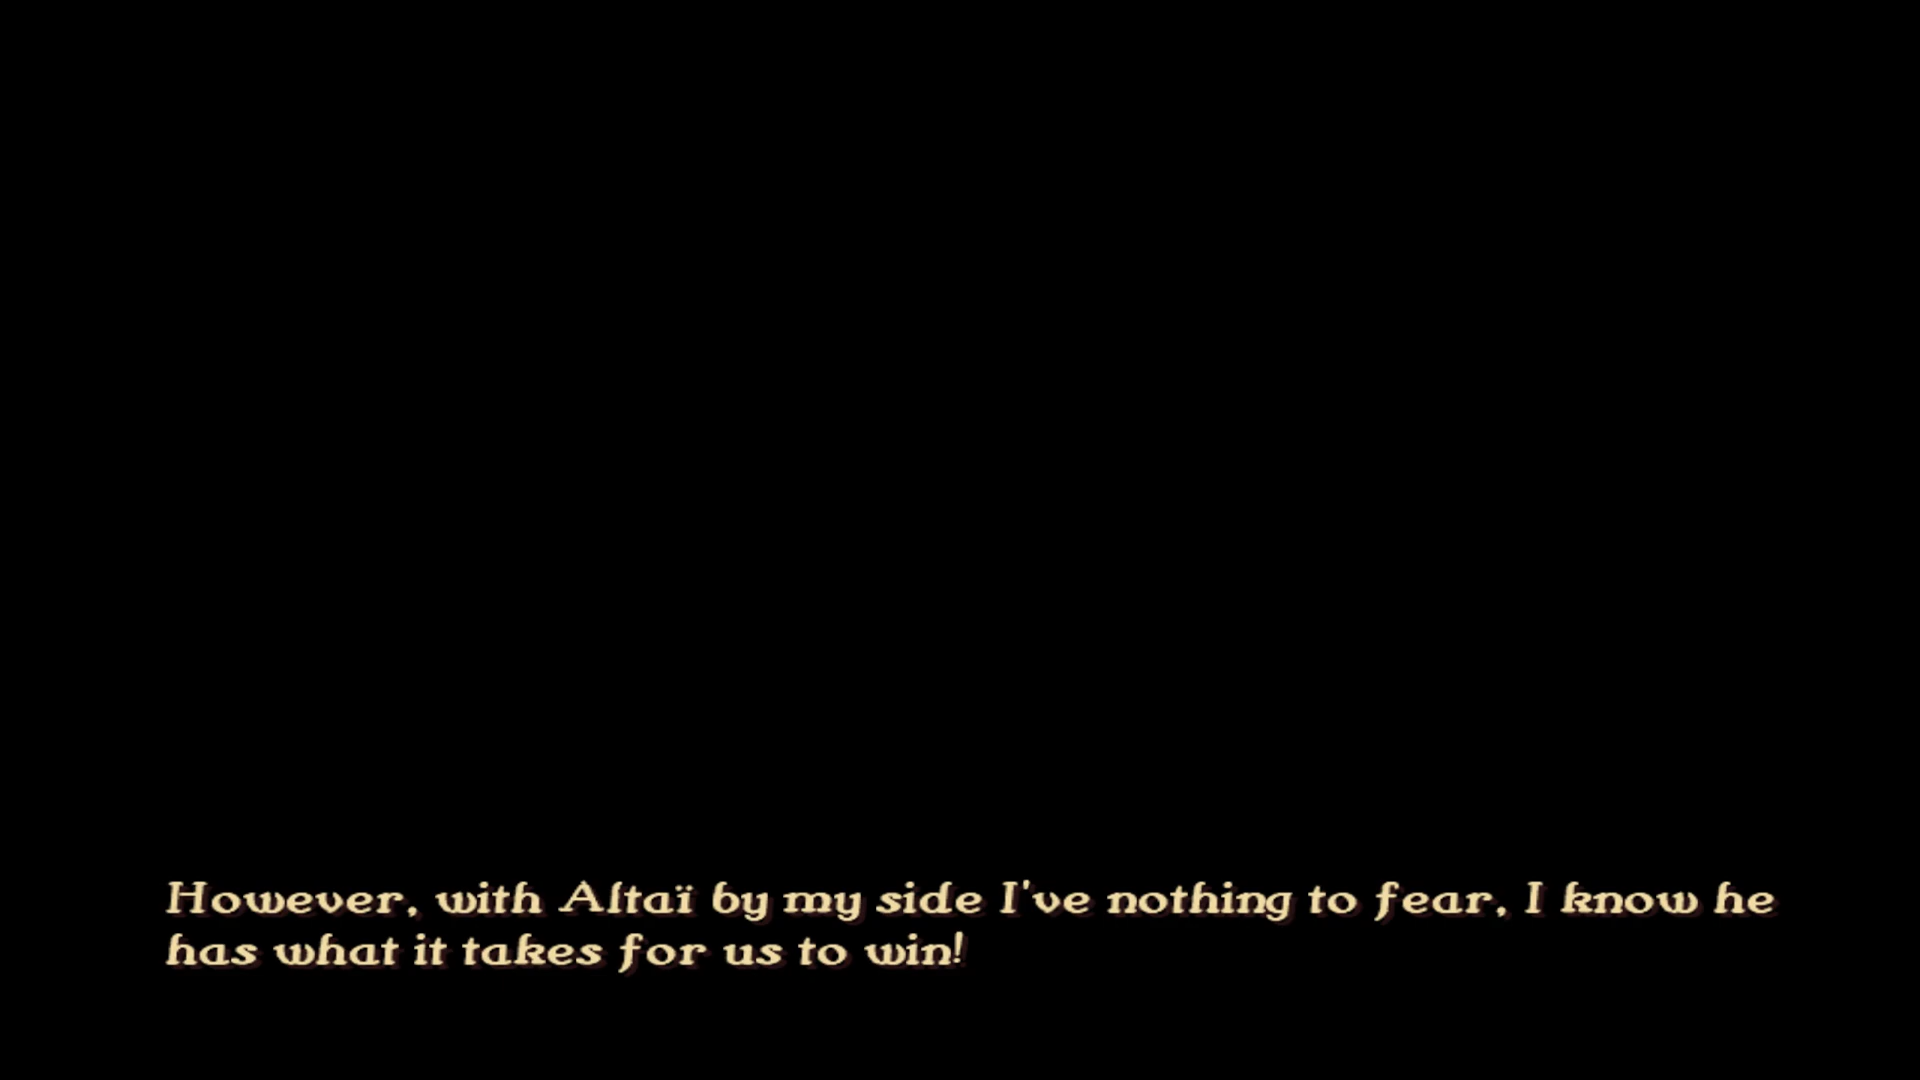 However, with Altaï by my side I've nothing to fear, I know he
has what it takes for us to win!